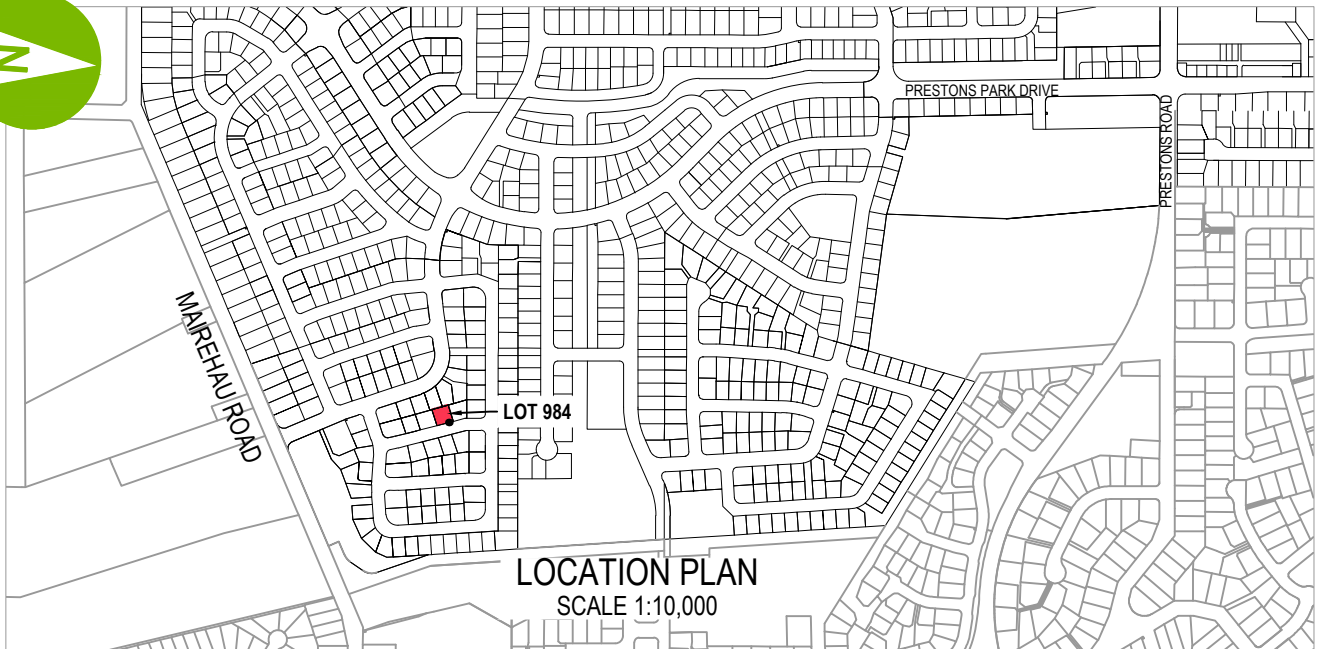 N
PRESTONS PARK DRIVE
PRESTONS ROAD
MAIREHAU ROAD
LOT 984
LOCATION PLAN
SCALE 1:10,000